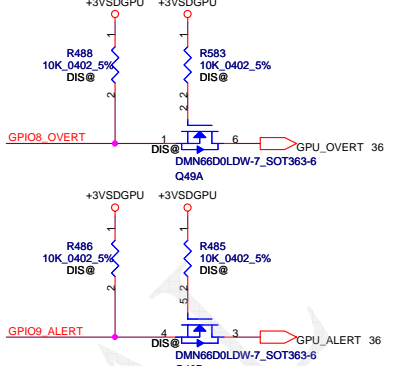 +3VSDGPU +3VSDGPU
1 1
R488 R583
10K_0402_5% 10K_0402_5%
DIS@ DIS@
2 2
2
GPIO8_OVERT 1 6 GPU_OVERT 36
DIS@
DMN66D0LDW-7_SOT363-6
Q49A
+3VSDGPU +3VSDGPU
1 1
R486 R485
10K_0402_5% 10K_0402_5%
DIS@ DIS@
2 2
5
GPIO9_ALERT 4 3 GPU_ALERT 36
DIS@
DMN66D0LDW-7_SOT363-6